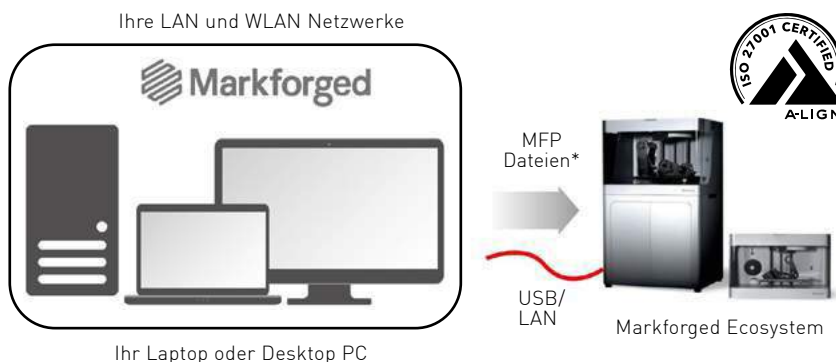 Ihre LAN und WLAN Netzwerke
Markforged
MFP
Dateien*
USB/
LAN
Markforged Ecosystem
Ihr Laptop oder Desktop PC
ISO 27001 CERTIFIED
A-LIGN